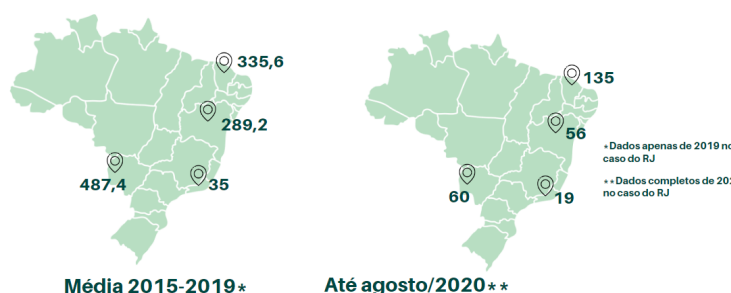 335,6
289,2
487,4
35
Média 2015-2019*
135
56
60
19
Até agosto/2020**
*Dados apenas de 2019 no
caso do RJ
**Dados completos de
no caso do RJ